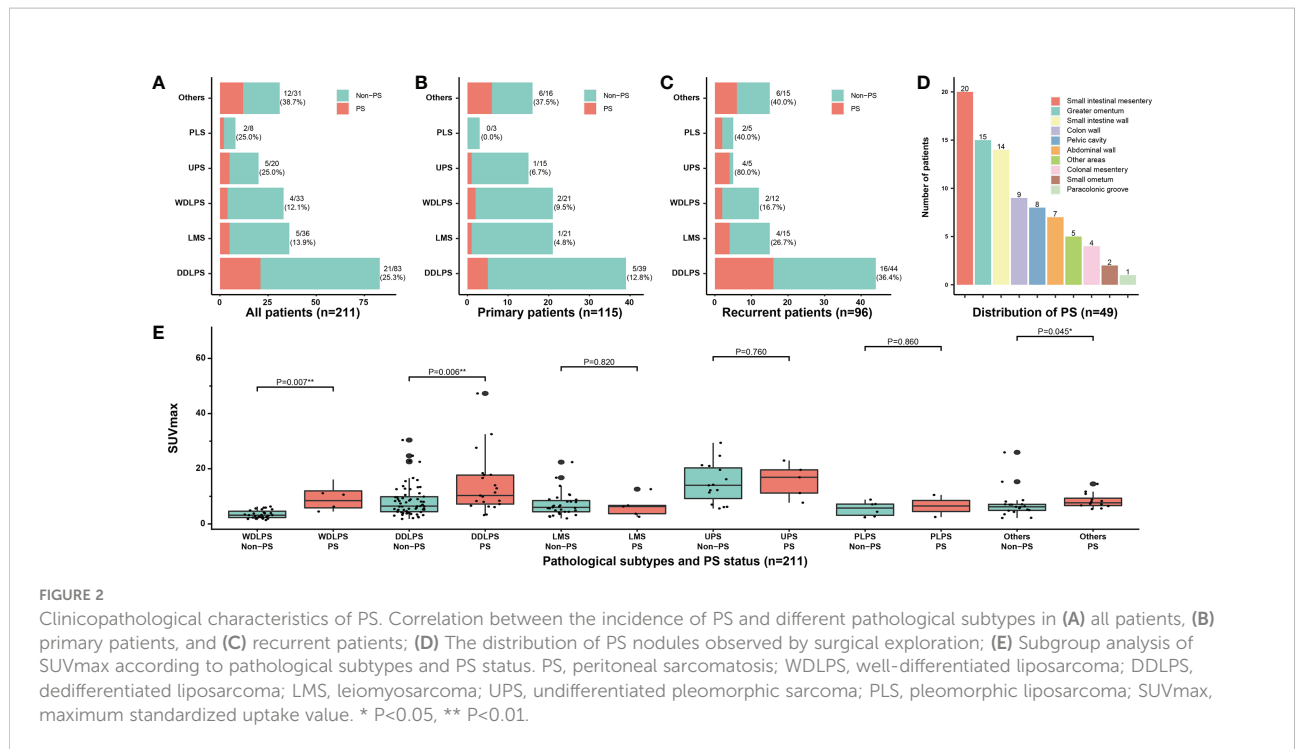 A
Non−PS
PS
Others
12/31
(38.7%)
PLS
2/8
(25.0%)
UPS
5/20
(25.0%)
WDLPS
4/33
(12.1%)
LMS
5/36
(13.9%)
DDLPS
21/83
(25.3%)
0 25 50 75
All patients (n=211)
B
Non−PS
PS
Others
6/16
(37.5%)
PLS
0/3
(0.0%)
UPS
1/15
(6.7%)
WDLPS
2/21
(9.5%)
LMS
1/21
(4.8%)
DDLPS
5/39
(12.8%)
0 10 20 30 40
Primary patients (n=115)
C
Non−PS
PS
Others
6/15
(40.0%)
PLS
2/5
(40.0%)
UPS
4/5
(80.0%)
WDLPS
2/12
(16.7%)
LMS
4/15
(26.7%)
DDLPS
16/44
(36.4%)
0 10 20 30 40
Recurrent patients (n=96)
D
Number of patients
20
15
10
5
0
20 15 14 9 8 7 5 4 2 1
Small intestinal mesentery
Greater omentum
Small intestine wall
Colon wall
Pelvic cavity
Abdominal wall
Other areas
Colonal mesentery
Small ometum
Paracolonic groove
Distribution of PS (n=49)
E
SUVmax
60
40
20
0
P=0.007**
P=0.006**
P=0.820
P=0.760
P=0.860
P=0.045*
WDLPS WDLPS DDLPS DDLPS LMS LMS UPS UPS PLPS PLPS Others Others
Non−PS PS Non−PS PS Non−PS PS Non−PS PS Non−PS PS Non−PS PS
Pathological subtypes and PS status (n=211)
FIGURE 2
Clinicopathological characteristics of PS. Correlation between the incidence of PS and different pathological subtypes in (A) all patients, (B)
primary patients, and (C) recurrent patients; (D) The distribution of PS nodules observed by surgical exploration; (E) Subgroup analysis of
SUVmax according to pathological subtypes and PS status. PS, peritoneal sarcomatosis; WDLPS, well-differentiated liposarcoma; DDLPS,
dedifferentiated liposarcoma; LMS, leiomyosarcoma; UPS, undifferentiated pleomorphic sarcoma; PLS, pleomorphic liposarcoma; SUVmax,
maximum standardized uptake value. * P<0.05, ** P<0.01.